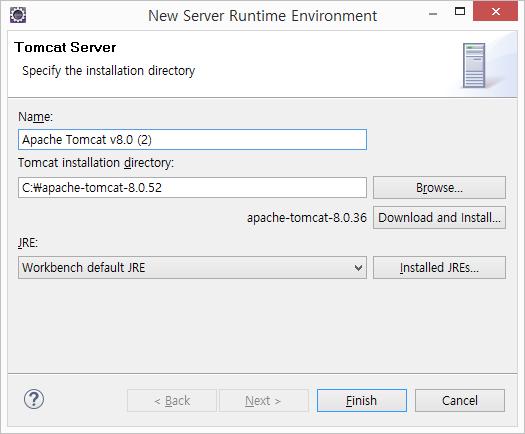 New Server Runtime Environment
Tomcat Server
Specify the installation directory
Name:
Apache Tomcat v8.0 (2)
Tomcat installation directory:
C:₩apache-tomcat-8.0.52
Browse...
apache-tomcat-8.0.36
Download and Install...
JRE:
Workbench default JRE
Installed JREs...
?
< Back
Next >
Finish
Cancel